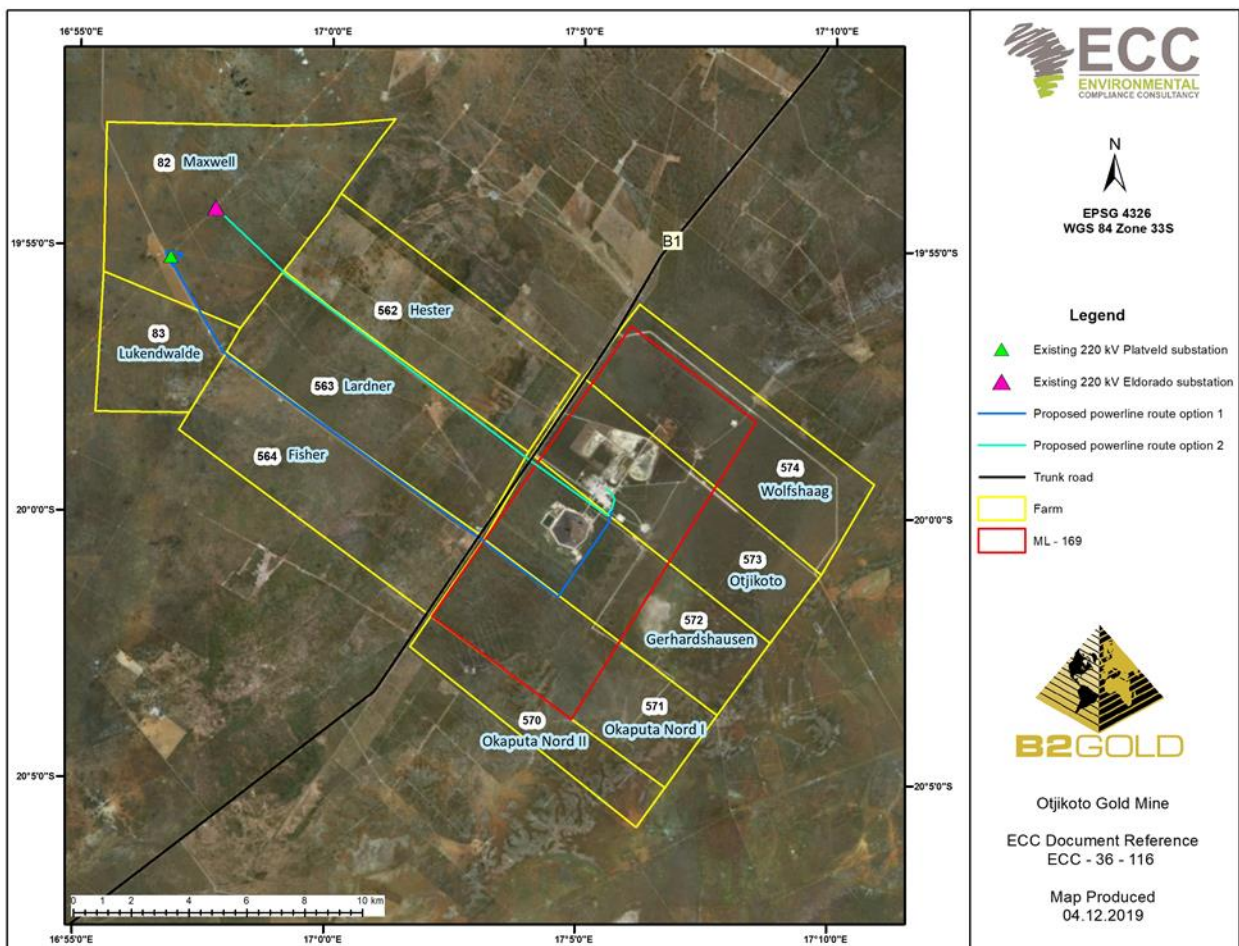 16°55'0"E
17°0'0"E
17°5'0"E
17°10'0"E
19°55'0"S
20°0'0"S
20°5'0"S
19°55'0"S
20°0'0"S
20°5'0"S
16°55'0"E
17°0'0"E
17°5'0"E
17°10'0"E
82 Maxwell
83
Lukendwalde
562 Hester
563 Lardner
564 Fisher
B1
574
Wolfshaag
573
Otjikoto
572
Gerhardshausen
571
Okaputa Nord I
570
Okaputa Nord II
0 2 4 6 8 10 km
ECC
ENVIRONMENTAL
COMPLIANCE CONSULTANCY
N
EPSG 4326
WGS 84 Zone 33S
Legend
Existing 220 kV Platveld substation
Existing 220 kV Eldorado substation
Proposed powerline route option 1
Proposed powerline route option 2
Trunk road
Farm
ML - 169
B2GOLD
Otjikoto Gold Mine
ECC Document Reference
ECC - 36 - 116
Map Produced
04.12.2019